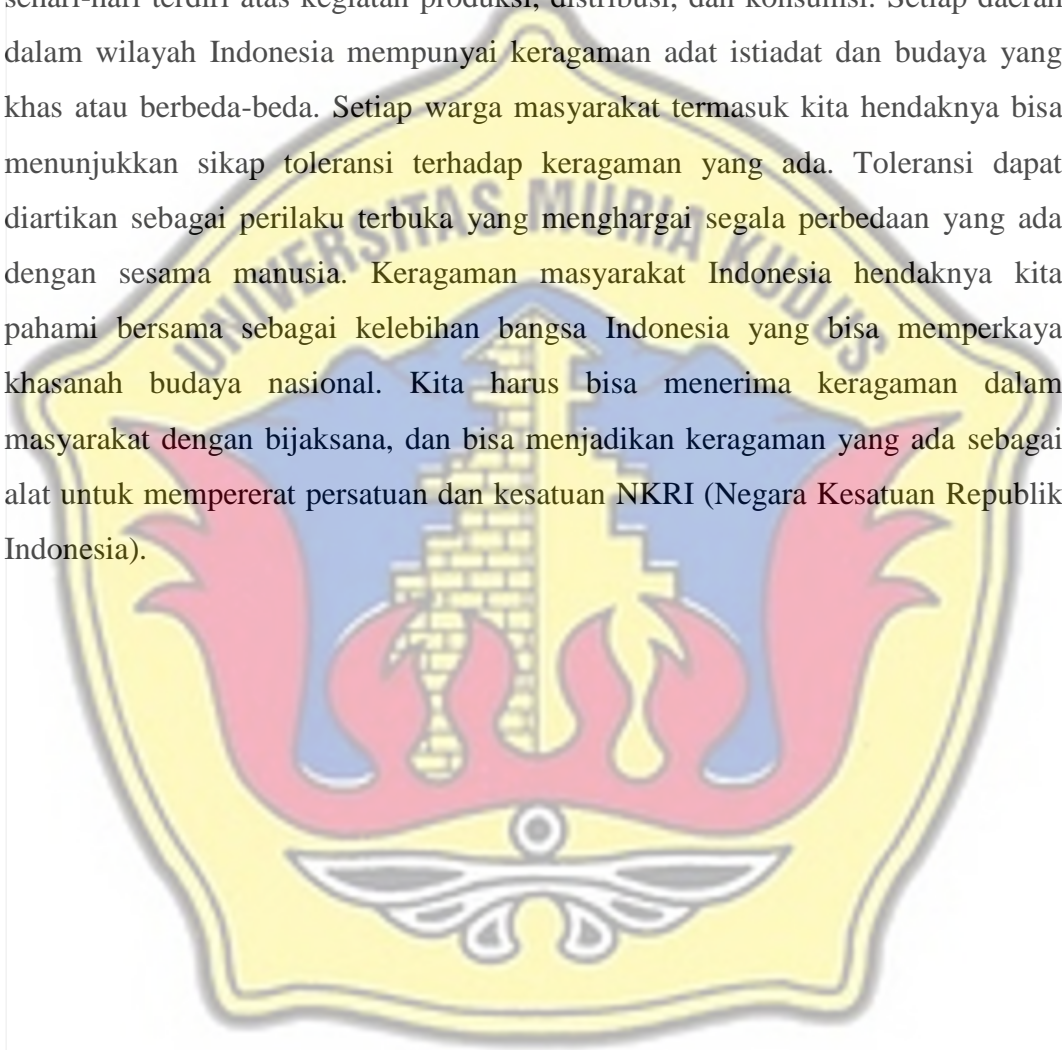 sehari-hari terdiri atas kegiatan produksi, distribusi, dan konsumsi. Setiap daerah
dalam wilayah Indonesia mempunyai keragaman adat istiadat dan budaya yang
khas atau berbeda-beda. Setiap warga masyarakat termasuk kita hendaknya bisa
menunjukkan sikap toleransi terhadap keragaman yang ada. Toleransi dapat
diartikan sebagai perilaku terbuka yang menghargai segala perbedaan yang ada
dengan sesama manusia. Keragaman masyarakat Indonesia hendaknya kita
pahami bersama sebagai kelebihan bangsa Indonesia yang bisa memperkaya
khasanah budaya nasional. Kita harus bisa menerima keragaman dalam
masyarakat dengan bijaksana, dan bisa menjadikan keragaman yang ada sebagai
alat untuk mempererat persatuan dan kesatuan NKRI (Negara Kesatuan Republik
Indonesia).
UNIVERSITAS MURIA KUDUS